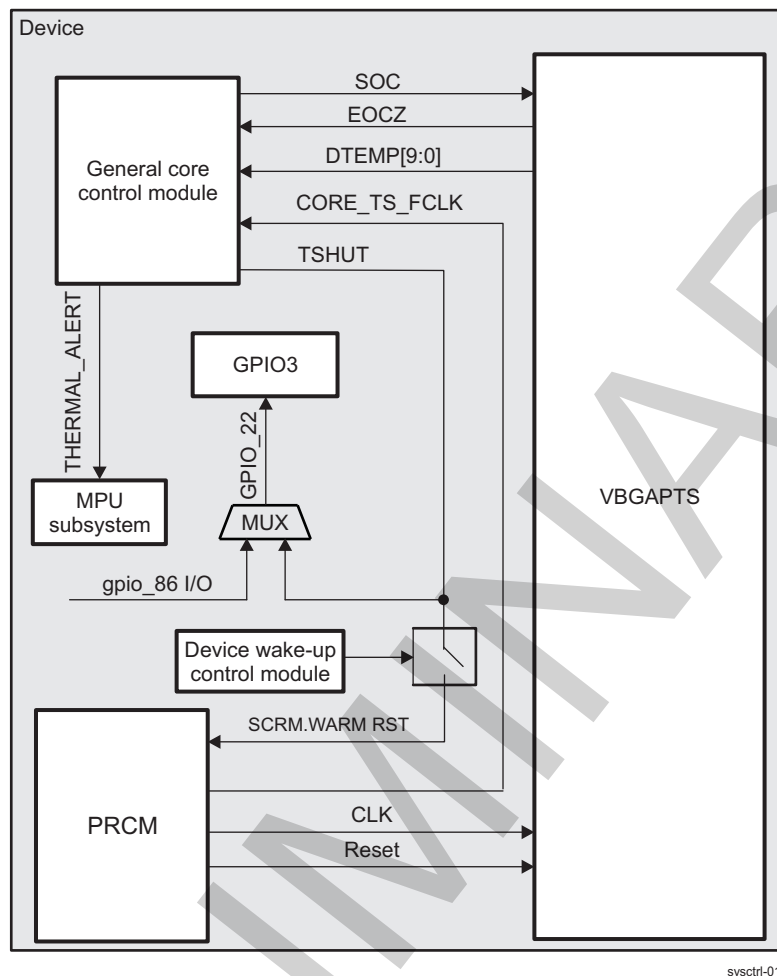 Device
SOC
EOCZ
DTEMP[9:0]
General core
control module
CORE_TS_FCLK
TSHUT
THERMAL_ALERT
GPIO3
GPIO_22
MPU
subsystem
MUX
VBGAPTS
gpio_86 I/O
Device wake-up
control module
SCRM.WARM RST
PRCM
CLK
Reset